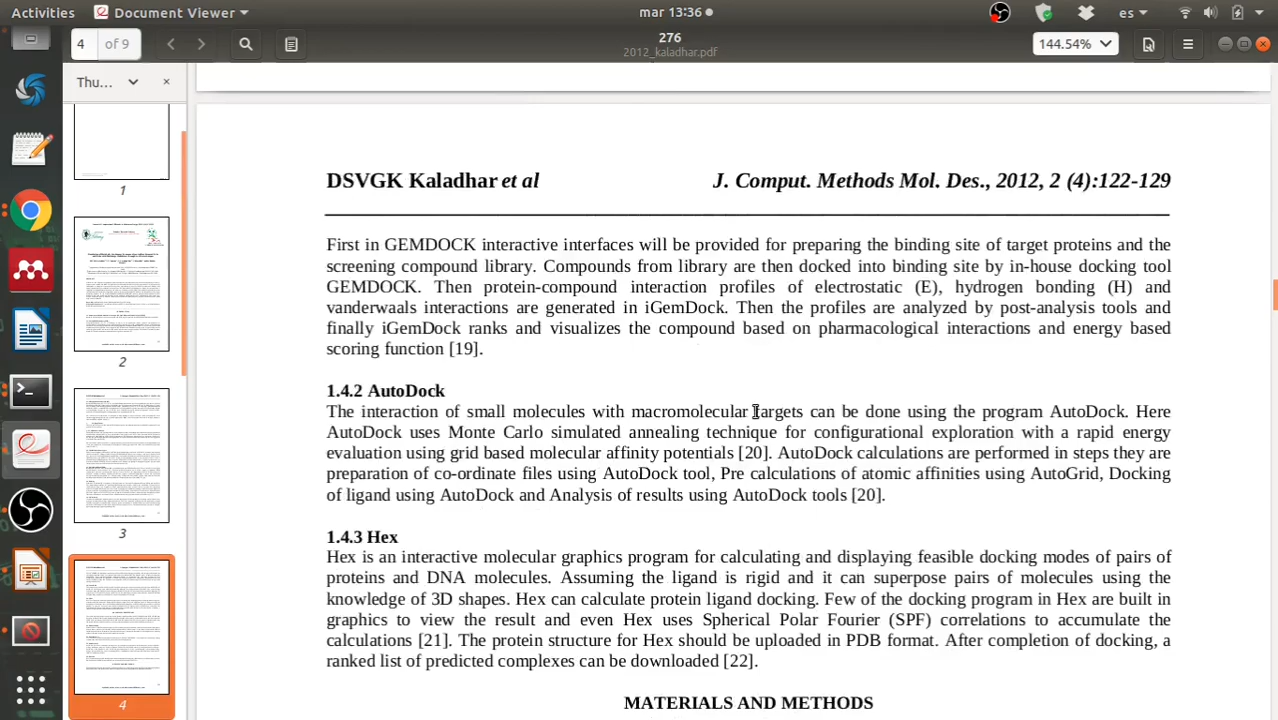 Activities
Document Viewer
mar 13:36
es
4
of 9
276
2012_kaladhar.pdf
144.54%
Thu...
1
2
3
4
DSVGK Kaladhar et al
J. Comput. Methods Mol. Des., 2012, 2 (4):122-129
First in GEMDOCK interactive interfaces will be provided for preparing the binding site of target proteins and the
screening compound library. Compounds from library are then docked into binding site by in-house docking tool
GEMDOCK. Then protein-compound interaction profiles of electrostatic (E), hydrogen bonding (H) and
vanderwaals interactions are generated in iGemDock. Then the profiles are analyzed by post-analysis tools and
finally iGemDock ranks and visualizes the compound based on pharmacological interactions and energy based
scoring function [19].
1.4.2 AutoDock
The interaction of small molecules with macromolecular targets can be done using the program AutoDock. Here
AutoDock uses Monte Carlo simulated annealing technique for configurational exploration with a rapid energy
evaluation using grid based molecular affinity potentials [20]. AutoDock calculations are performed in steps they are
preparation of co-ordinate files using AutoDock tool, Pre calculation of atomic affinities using AutoGrid, Docking
of ligand using AutoDock and Analysis of results using AutoDock tools [20].
1.4.3 Hex
Hex is an interactive molecular graphics program for calculating and displaying feasible docking modes of pairs of
proteins and DNA molecules. Assuming the ligand is rigid and it can superpose pairs of molecules using the
knowledge of 3D shapes. Hex can calculate protein ligand docking. Few of the docking program in Hex are built in
graphics to view the result and even Hex uses Spherical Polar Fourier (SPF) correlations to accumulate the
calculations [21]. The protein structure for Hex should be uploaded in PDB format. After completion of docking, a
ranked list of predicted complexes can be downloaded [22].
MATERIALS AND METHODS